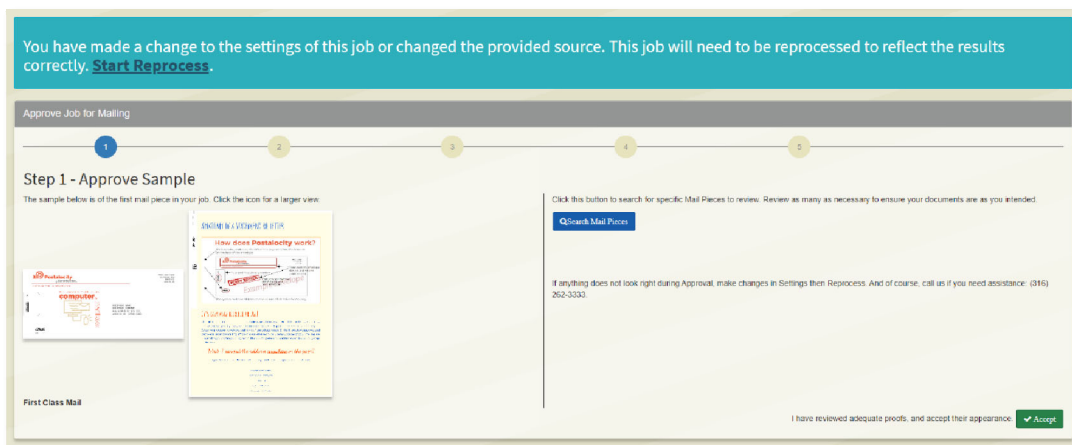 You have made a change to the settings of this job or changed the provided source. This job will need to be reprocessed to reflect the results
correctly. Start Reprocess.
Approve Job for Mailing
1
2
3
4
5
Step 1 - Approve Sample
The sample below is of the first mail piece in your job. Click the icon for a larger view.
Postalocity
computer.
How does Postalocity work?
First Class Mail
Click this button to search for specific Mail Pieces to review. Review as many as necessary to ensure your documents are as you intended.
Search Mail Pieces
If anything does not look right during Approval, make changes in Settings then Reprocess. And of course, call us if you need assistance: (316)
262-3333.
I have reviewed adequate proofs, and accept their appearance.
Accept